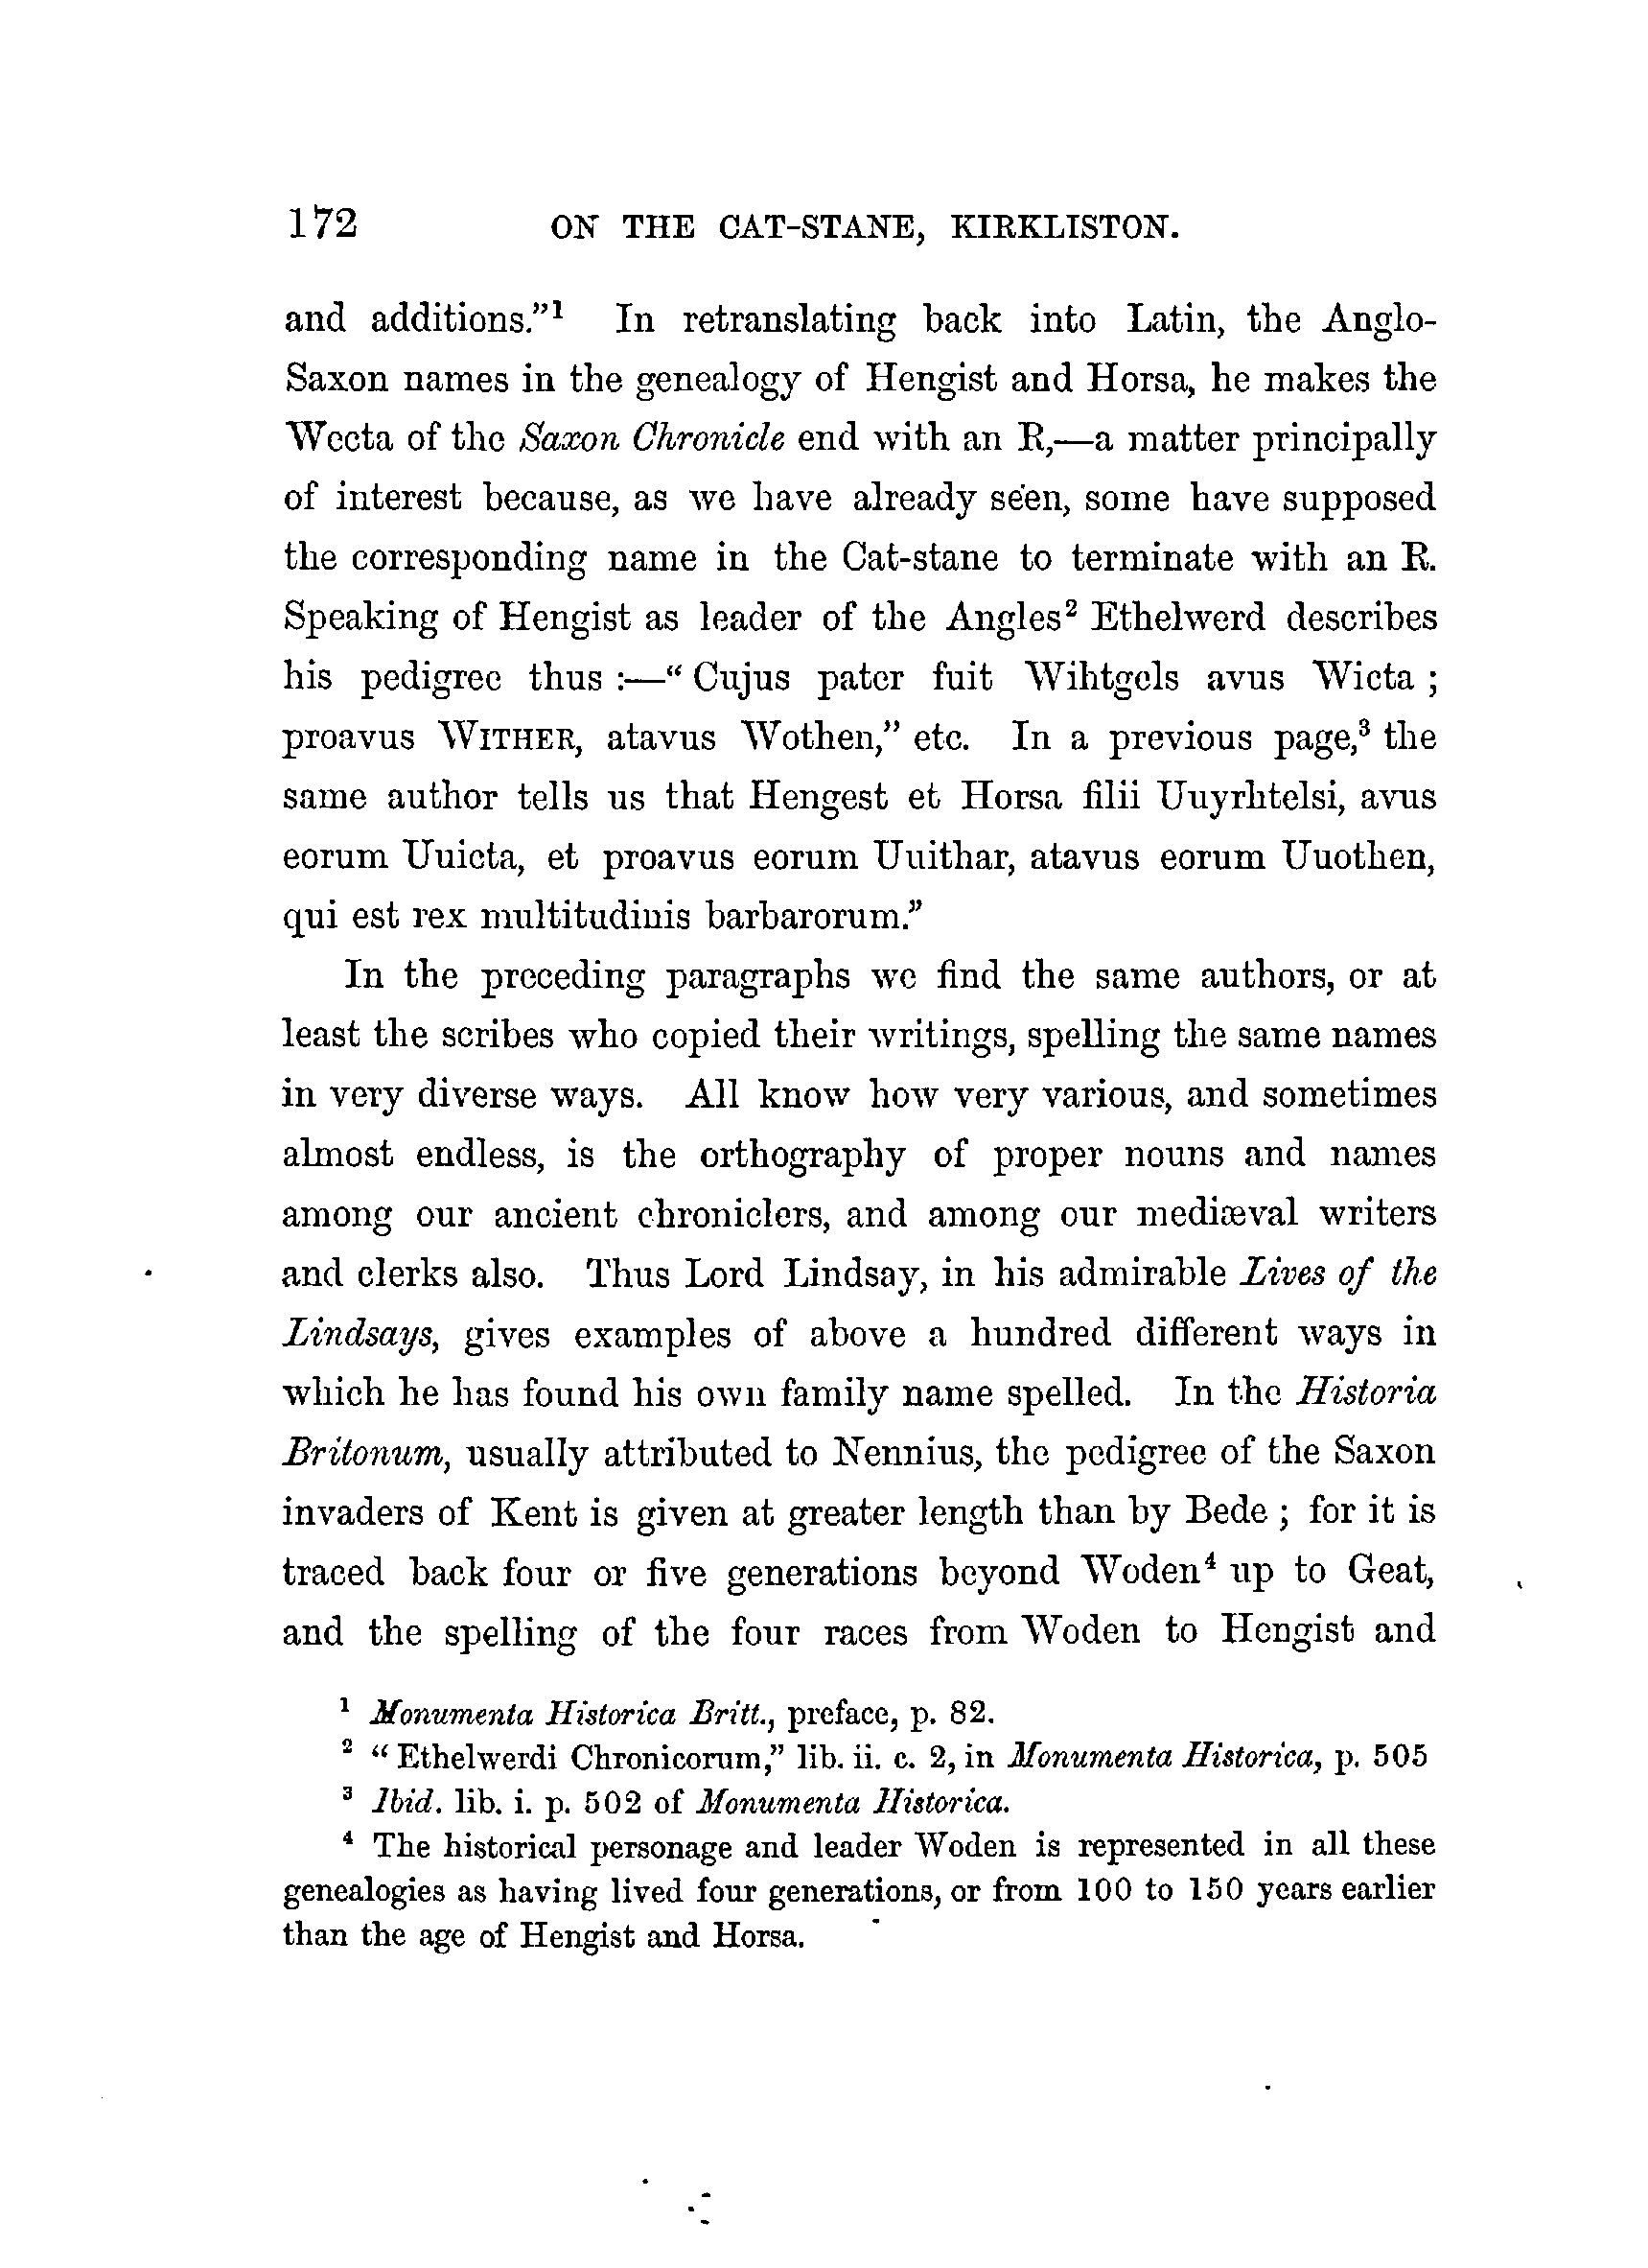 172 ON THE CAT-STANE, KIRKLISTON.
and additions.”¹ In retranslating back into Latin, the Anglo-
Saxon names in the genealogy of Hengist and Horsa, he makes the
Wecta of the Saxon Chronicle end with an R,—a matter principally
of interest because, as we have already seen, some have supposed
the corresponding name in the Cat-stane to terminate with an R.
Speaking of Hengist as leader of the Angles² Ethelwerd describes
his pedigree thus :—“ Cujus pater fuit Wihtgels avus Wicta ;
proavus WITHER, atavus Wothen,” etc. In a previous page,³ the
same author tells us that Hengest et Horsa filii Uuyrhtelsi, avus
eorum Uuicta, et proavus eorum Uuithar, atavus eorum Uuothen,
qui est rex multitudinis barbarorum.”
In the preceding paragraphs we find the same authors, or at
least the scribes who copied their writings, spelling the same names
in very diverse ways. All know how very various, and sometimes
almost endless, is the orthography of proper nouns and names
among our ancient chroniclers, and among our mediæval writers
and clerks also. Thus Lord Lindsay, in his admirable Lives of the
Lindsays, gives examples of above a hundred different ways in
which he has found his own family name spelled. In the Historia
Britonum, usually attributed to Nennius, the pedigree of the Saxon
invaders of Kent is given at greater length than by Bede ; for it is
traced back four or five generations beyond Woden⁴ up to Geat,
and the spelling of the four races from Woden to Hengist and
¹ Monumenta Historica Britt., preface, p. 82.
² “ Ethelwerdi Chronicorum,” lib. ii. c. 2, in Monumenta Historica, p. 505
³ Ibid. lib. i. p. 502 of Monumenta Historica.
⁴ The historical personage and leader Woden is represented in all these
genealogies as having lived four generations, or from 100 to 150 years earlier
than the age of Hengist and Horsa.